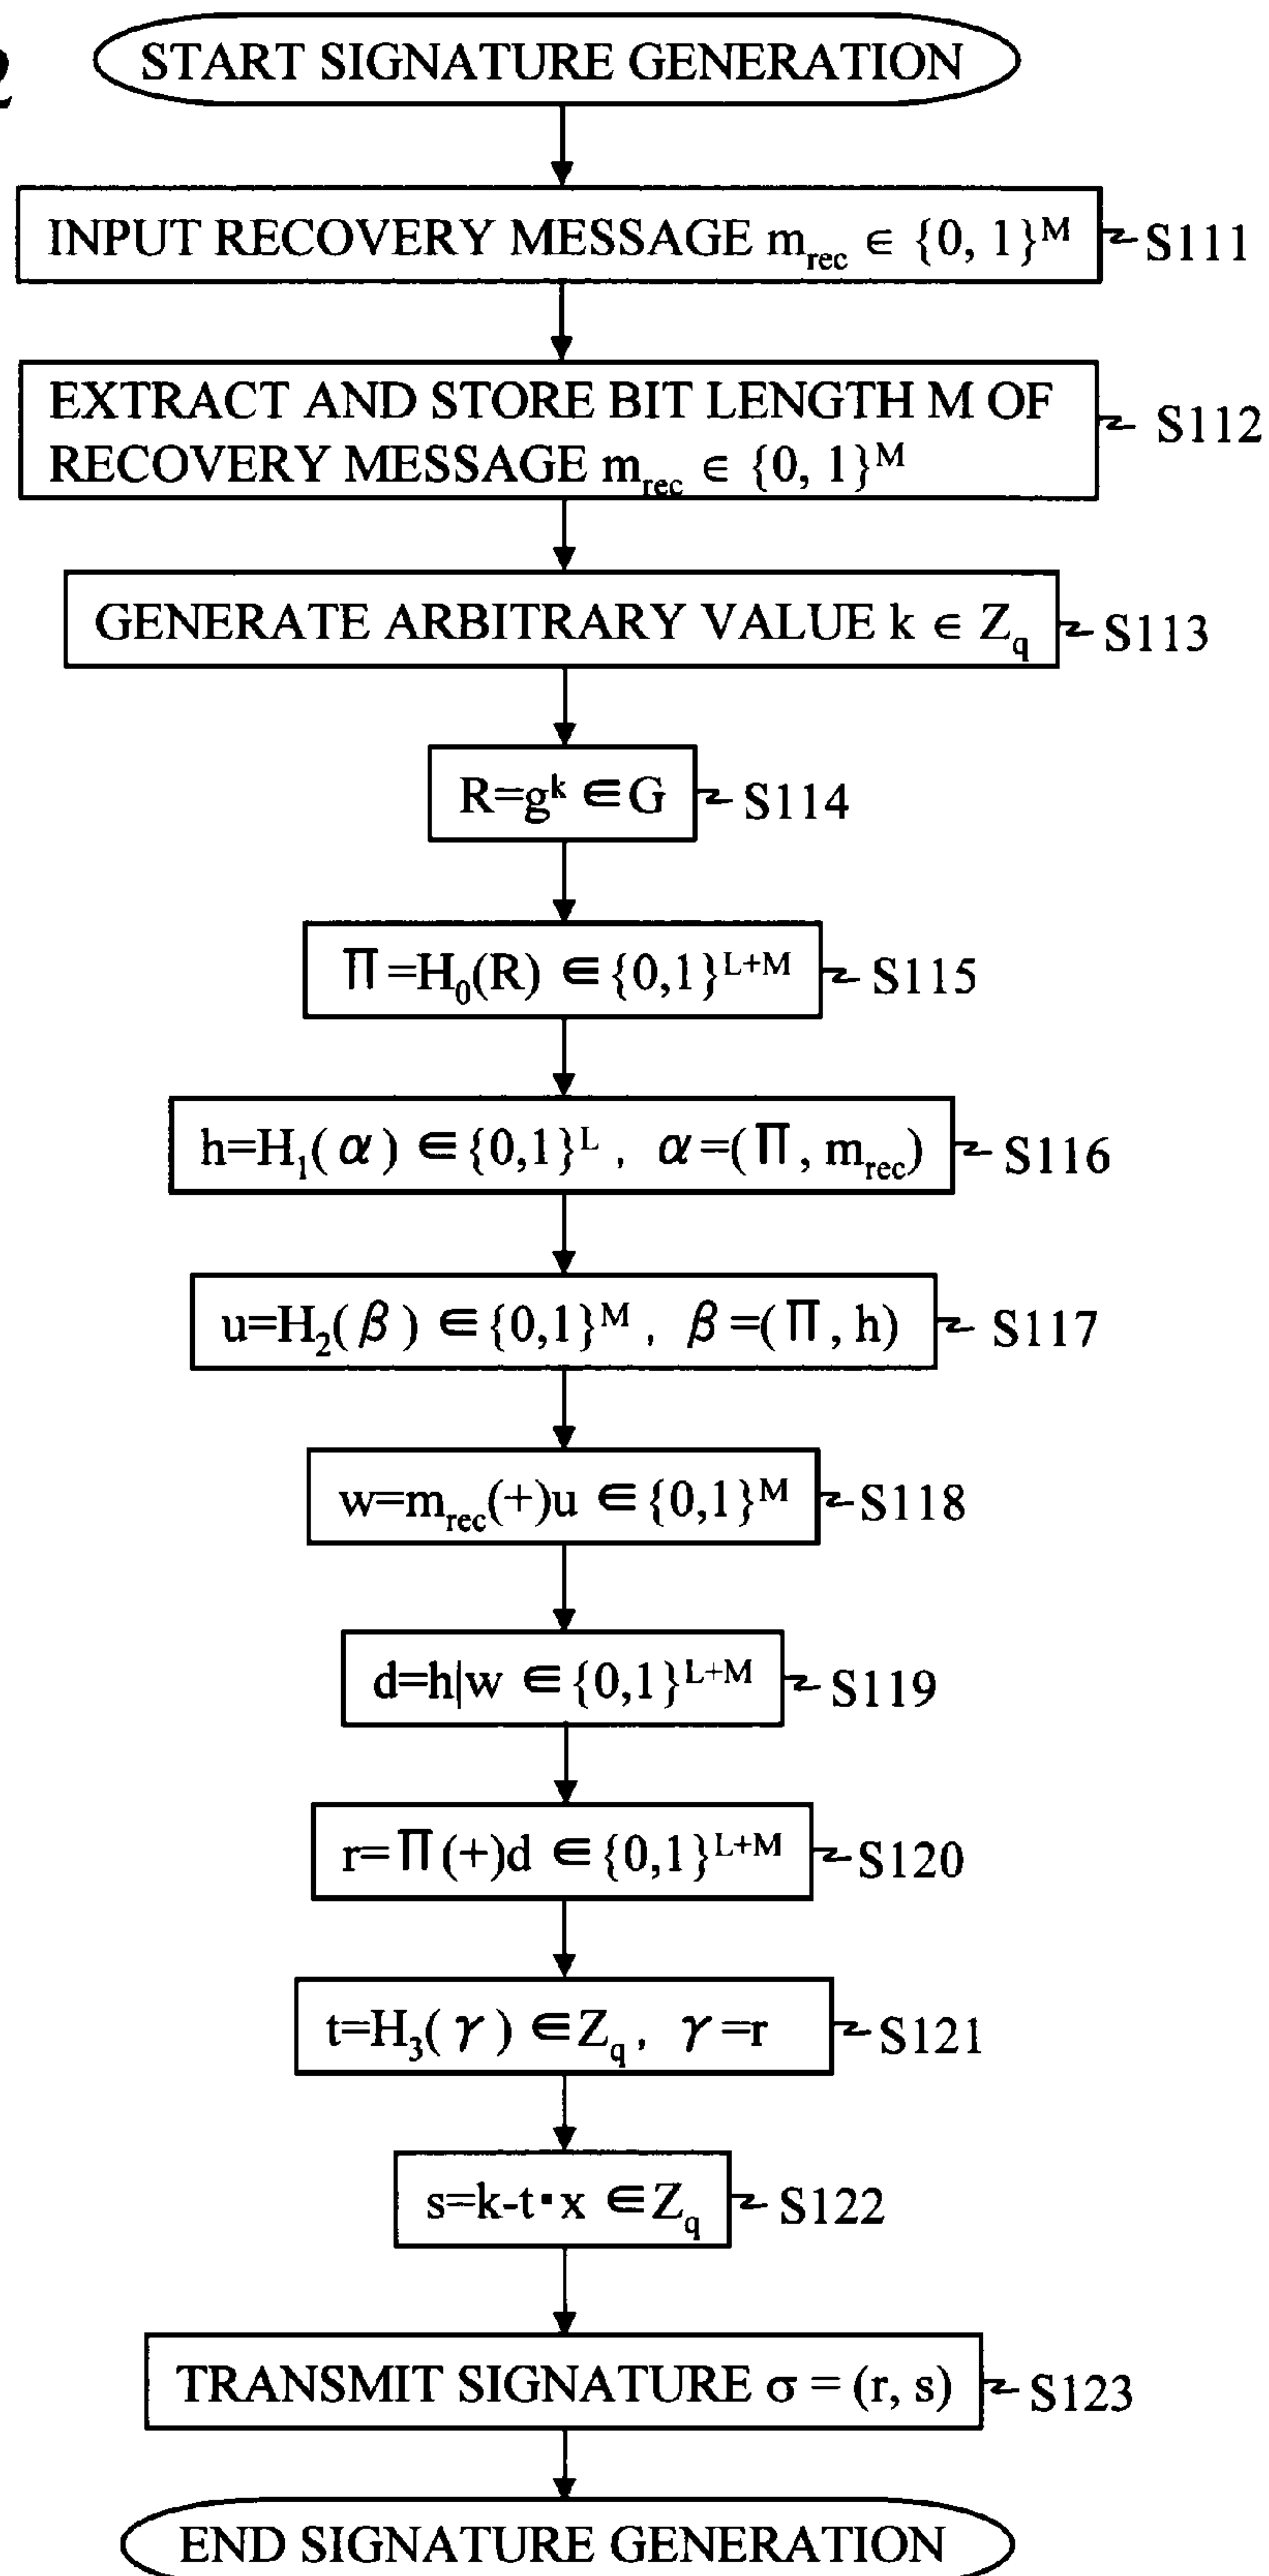 START SIGNATURE GENERATION
INPUT RECOVERY MESSAGE m_rec ∈ {0, 1}^M S111
EXTRACT AND STORE BIT LENGTH M OF
RECOVERY MESSAGE m_rec ∈ {0, 1}^M S112
GENERATE ARBITRARY VALUE k ∈ Z_q S113
R=g^k ∈G S114
Π=H_0(R) ∈{0,1}^L+M S115
h=H_1(α) ∈{0,1}^L, α=(Π, m_rec) S116
u=H_2(β) ∈{0,1}^M, β=(Π, h) S117
w=m_rec(+)u ∈{0,1}^M S118
d=h|w ∈{0,1}^L+M S119
r=Π(+)d ∈{0,1}^L+M S120
t=H_3(γ) ∈Z_q, γ=r S121
s=k-t·x ∈Z_q S122
TRANSMIT SIGNATURE σ = (r, s) S123
END SIGNATURE GENERATION